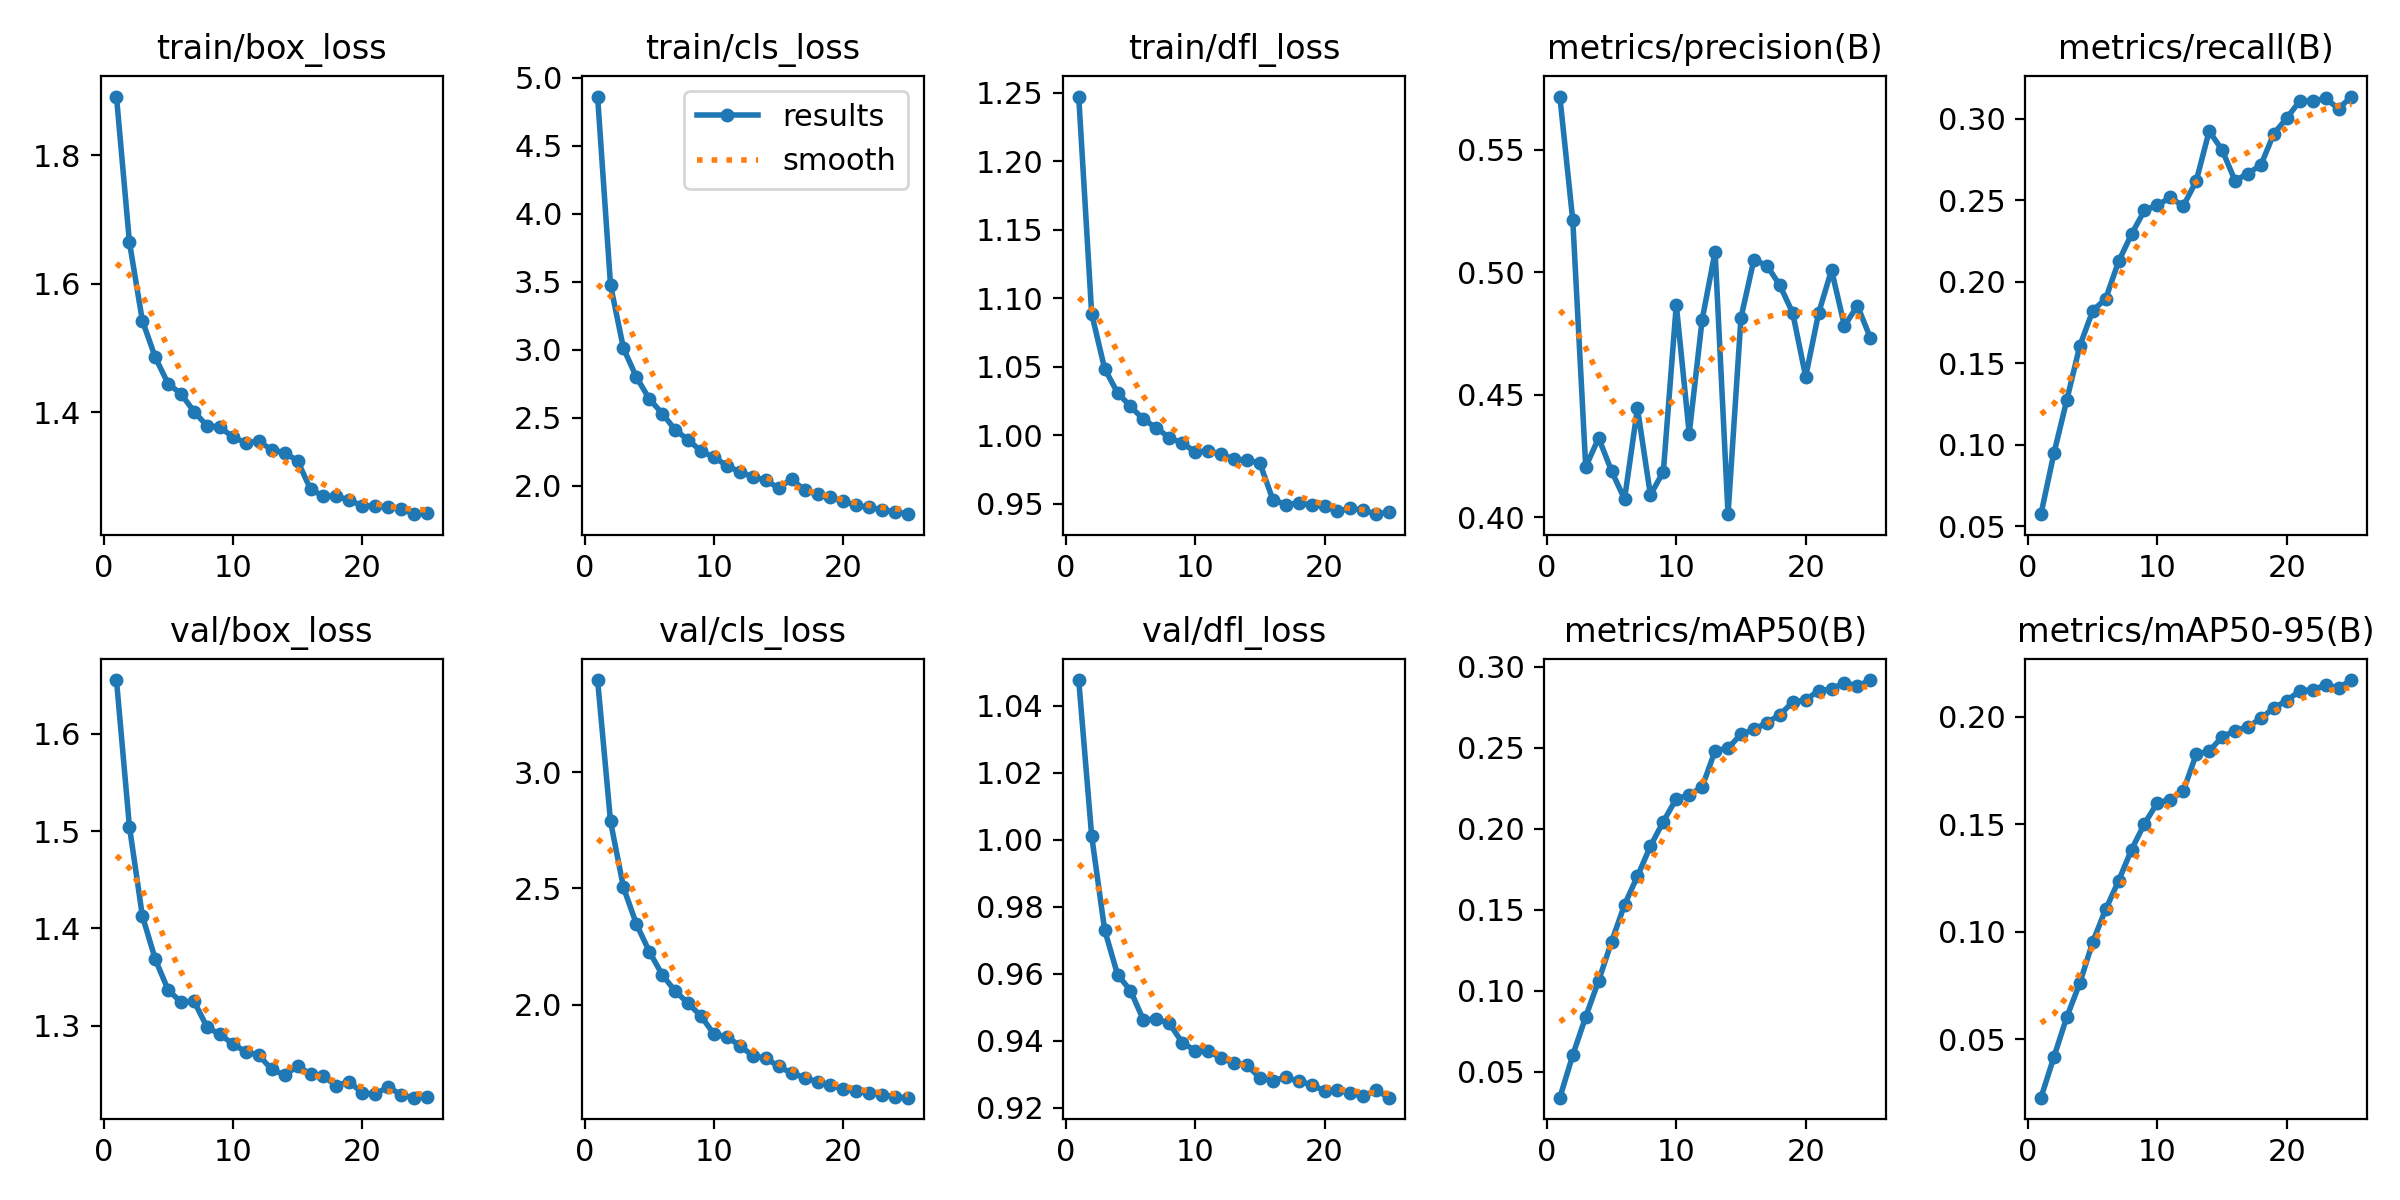 train/box_loss
train/cls_loss
train/dfl_loss
metrics/precision(B)
metrics/recall(B)
1.8
1.6
1.4
0 10 20
5.0
4.5
4.0
3.5
3.0
2.5
2.0
0 10 20
results
smooth
1.25
1.20
1.15
1.10
1.05
1.00
0.95
0 10 20
0.55
0.50
0.45
0.40
0 10 20
0.30
0.25
0.20
0.15
0.10
0.05
0 10 20
val/box_loss
val/cls_loss
val/dfl_loss
metrics/mAP50(B)
metrics/mAP50-95(B)
1.6
1.5
1.4
1.3
0 10 20
3.0
2.5
2.0
0 10 20
1.04
1.02
1.00
0.98
0.96
0.94
0.92
0 10 20
0.30
0.25
0.20
0.15
0.10
0.05
0 10 20
0.20
0.15
0.10
0.05
0 10 20